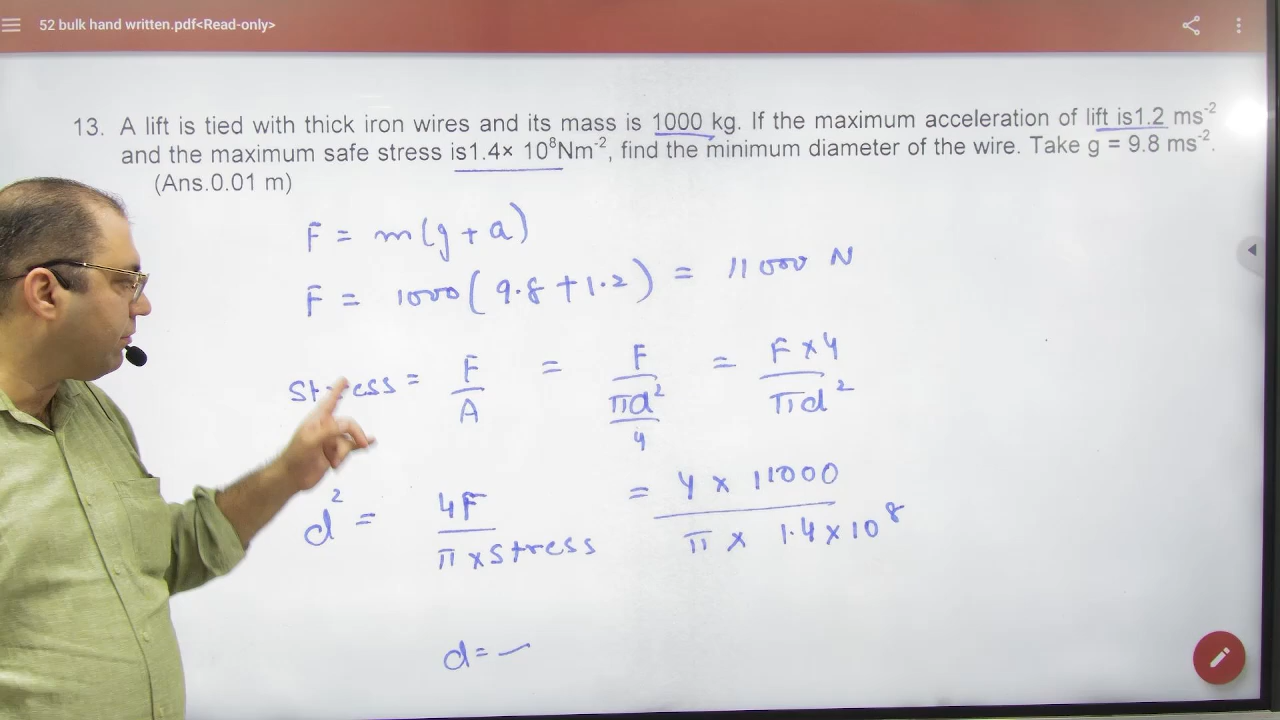 52 bulk hand written.pdf<Read-only>
13. A lift is tied with thick iron wires and its mass is 1000 kg. If the maximum acceleration of lift is1.2 ms⁻²
and the maximum safe stress is1.4× 10⁸Nm⁻², find the minimum diameter of the wire. Take g = 9.8 ms⁻².
(Ans.0.01 m)
F = m(g + a)
F = 1000 ( 9.8 + 1.2 ) = 11000 N
Stress = F/A = F/(πd²/4) = F × 4/πd²
d² = 4F/π × Stress = 4 × 11000/π × 1.4 × 10⁸
d =